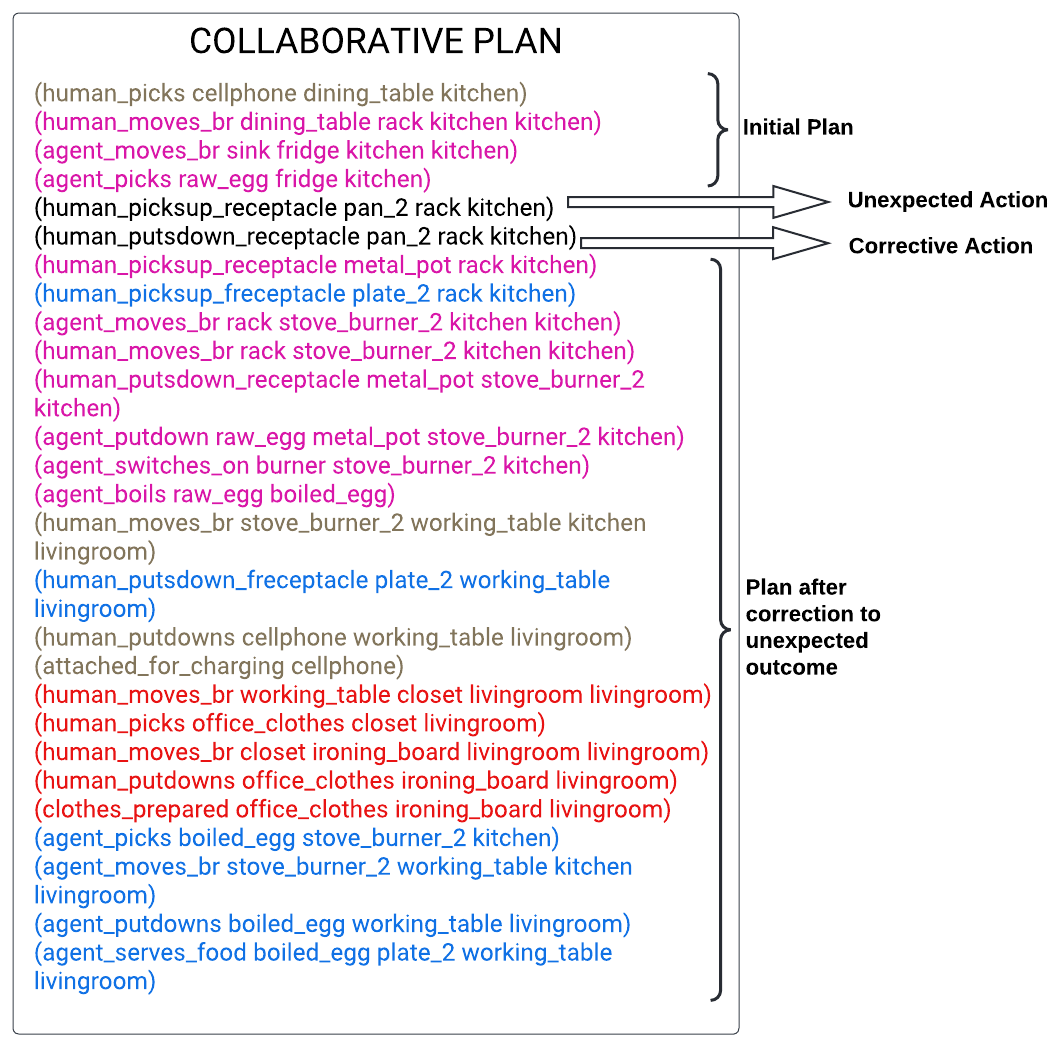 COLLABORATIVE PLAN
(human_picks cellphone dining_table kitchen)
(human_moves_br dining_table rack kitchen kitchen)
(agent_moves_br sink fridge kitchen kitchen)
(agent_picks raw_egg fridge kitchen)
(human_picksup_receptacle pan_2 rack kitchen)
(human_putsdown_receptacle pan_2 rack kitchen)
(human_picksup_receptacle metal_pot rack kitchen)
(human_picksup_freceptacle plate_2 rack kitchen)
(agent_moves_br rack stove_burner_2 kitchen kitchen)
(human_moves_br rack stove_burner_2 kitchen kitchen)
(human_putsdown_receptacle metal_pot stove_burner_2
kitchen)
(agent_putdown raw_egg metal_pot stove_burner_2 kitchen)
(agent_switches_on burner stove_burner_2 kitchen)
(agent_boils raw_egg boiled_egg)
(human_moves_br stove_burner_2 working_table kitchen
livingroom)
(human_putsdown_freceptacle plate_2 working_table
livingroom)
(human_putdowns cellphone working_table livingroom)
(attached_for_charging cellphone)
(human_moves_br working_table closet livingroom livingroom)
(human_picks office_clothes closet livingroom)
(human_moves_br closet ironing_board livingroom livingroom)
(human_putdowns office_clothes ironing_board livingroom)
(clothes_prepared office_clothes ironing_board livingroom)
(agent_picks boiled_egg stove_burner_2 kitchen)
(agent_moves_br stove_burner_2 working_table kitchen
livingroom)
(agent_putdowns boiled_egg working_table livingroom)
(agent_serves_food boiled_egg plate_2 working_table
livingroom)
Initial Plan
Unexpected Action
Corrective Action
Plan after
correction to
unexpected
outcome